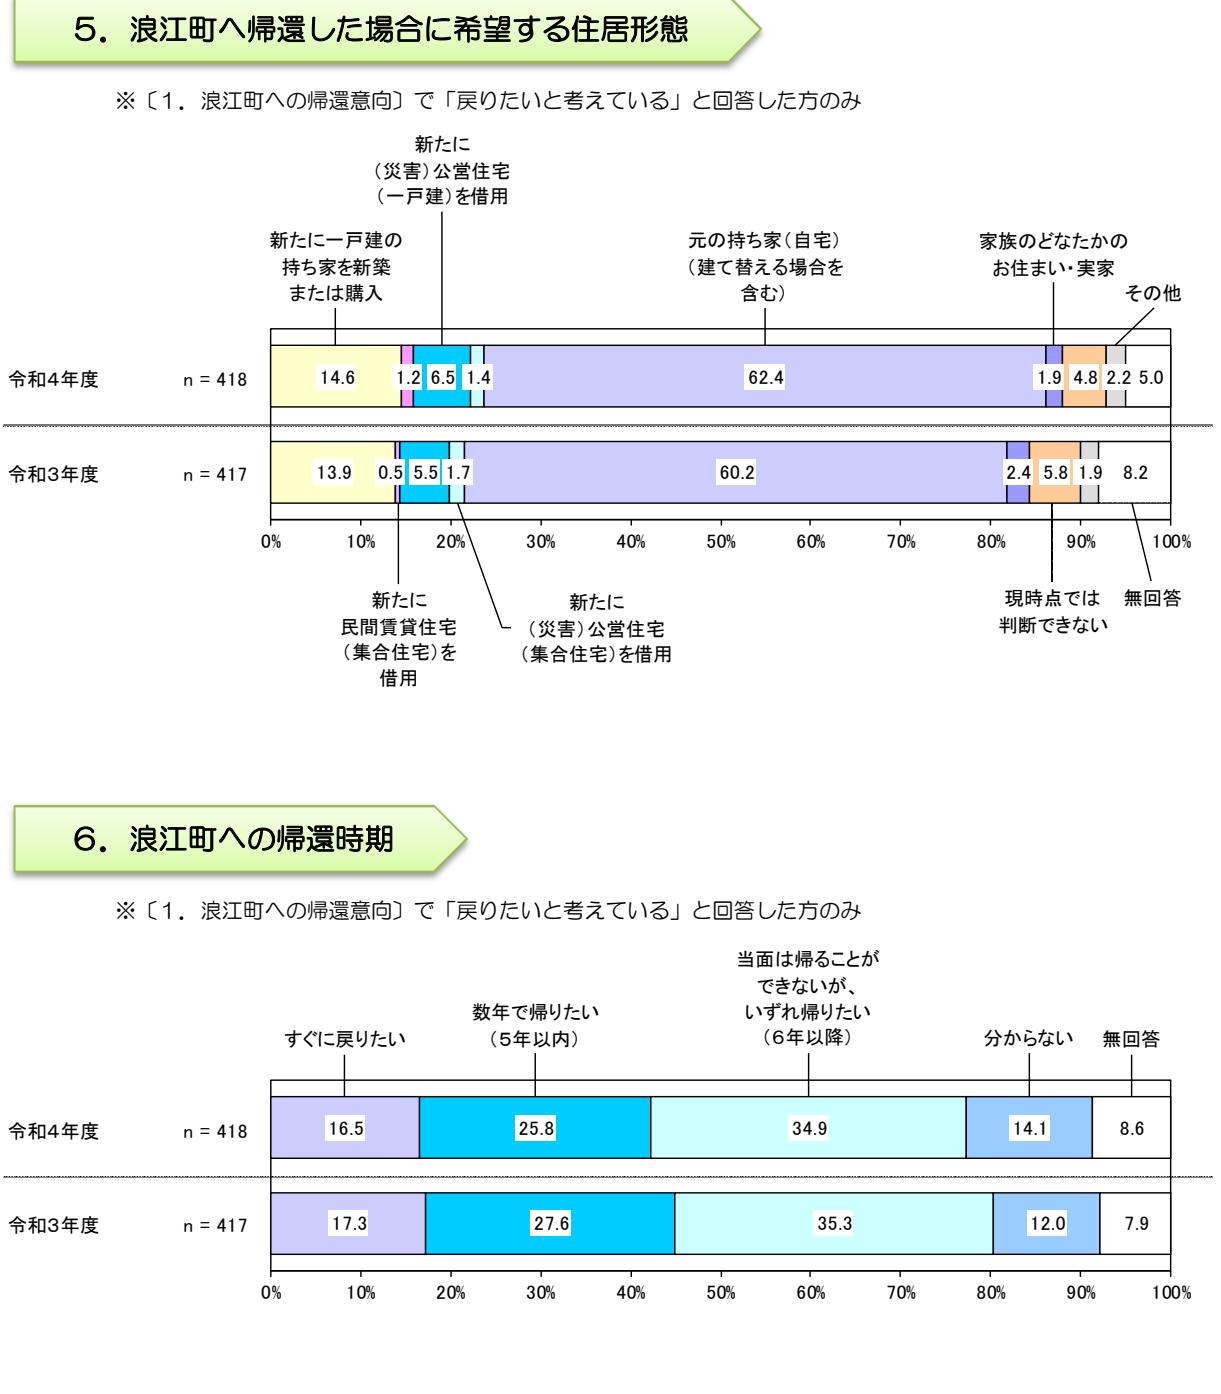 ５．浪江町へ帰還した場合に希望する住居形態
※〔１．浪江町への帰還意向〕で「戻りたいと考えている」と回答した方のみ
新たに
（災害）公営住宅
（一戸建）を借用
新たに一戸建の
持ち家を新築
または購入
元の持ち家（自宅）
（建て替える場合を
含む）
家族のどなたかの
お住まい・実家
その他
令和４年度 n = 418 14.6 1.2 6.5 1.4 62.4 1.9 4.8 2.2 5.0
令和３年度 n = 417 13.9 0.5 5.5 1.7 60.2 2.4 5.8 1.9 8.2
0% 10% 20% 30% 40% 50% 60% 70% 80% 90% 100%
新たに
民間賃貸住宅
（集合住宅）を
借用
新たに
（災害）公営住宅
（集合住宅）を借用
現時点では
判断できない
無回答
６．浪江町への帰還時期
※〔１．浪江町への帰還意向〕で「戻りたいと考えている」と回答した方のみ
すぐに戻りたい
数年で帰りたい
（５年以内）
当面は帰ることが
できないが、
いずれ帰りたい
（６年以降）
分からない
無回答
令和４年度 n = 418 16.5 25.8 34.9 14.1 8.6
令和３年度 n = 417 17.3 27.6 35.3 12.0 7.9
0% 10% 20% 30% 40% 50% 60% 70% 80% 90% 100%